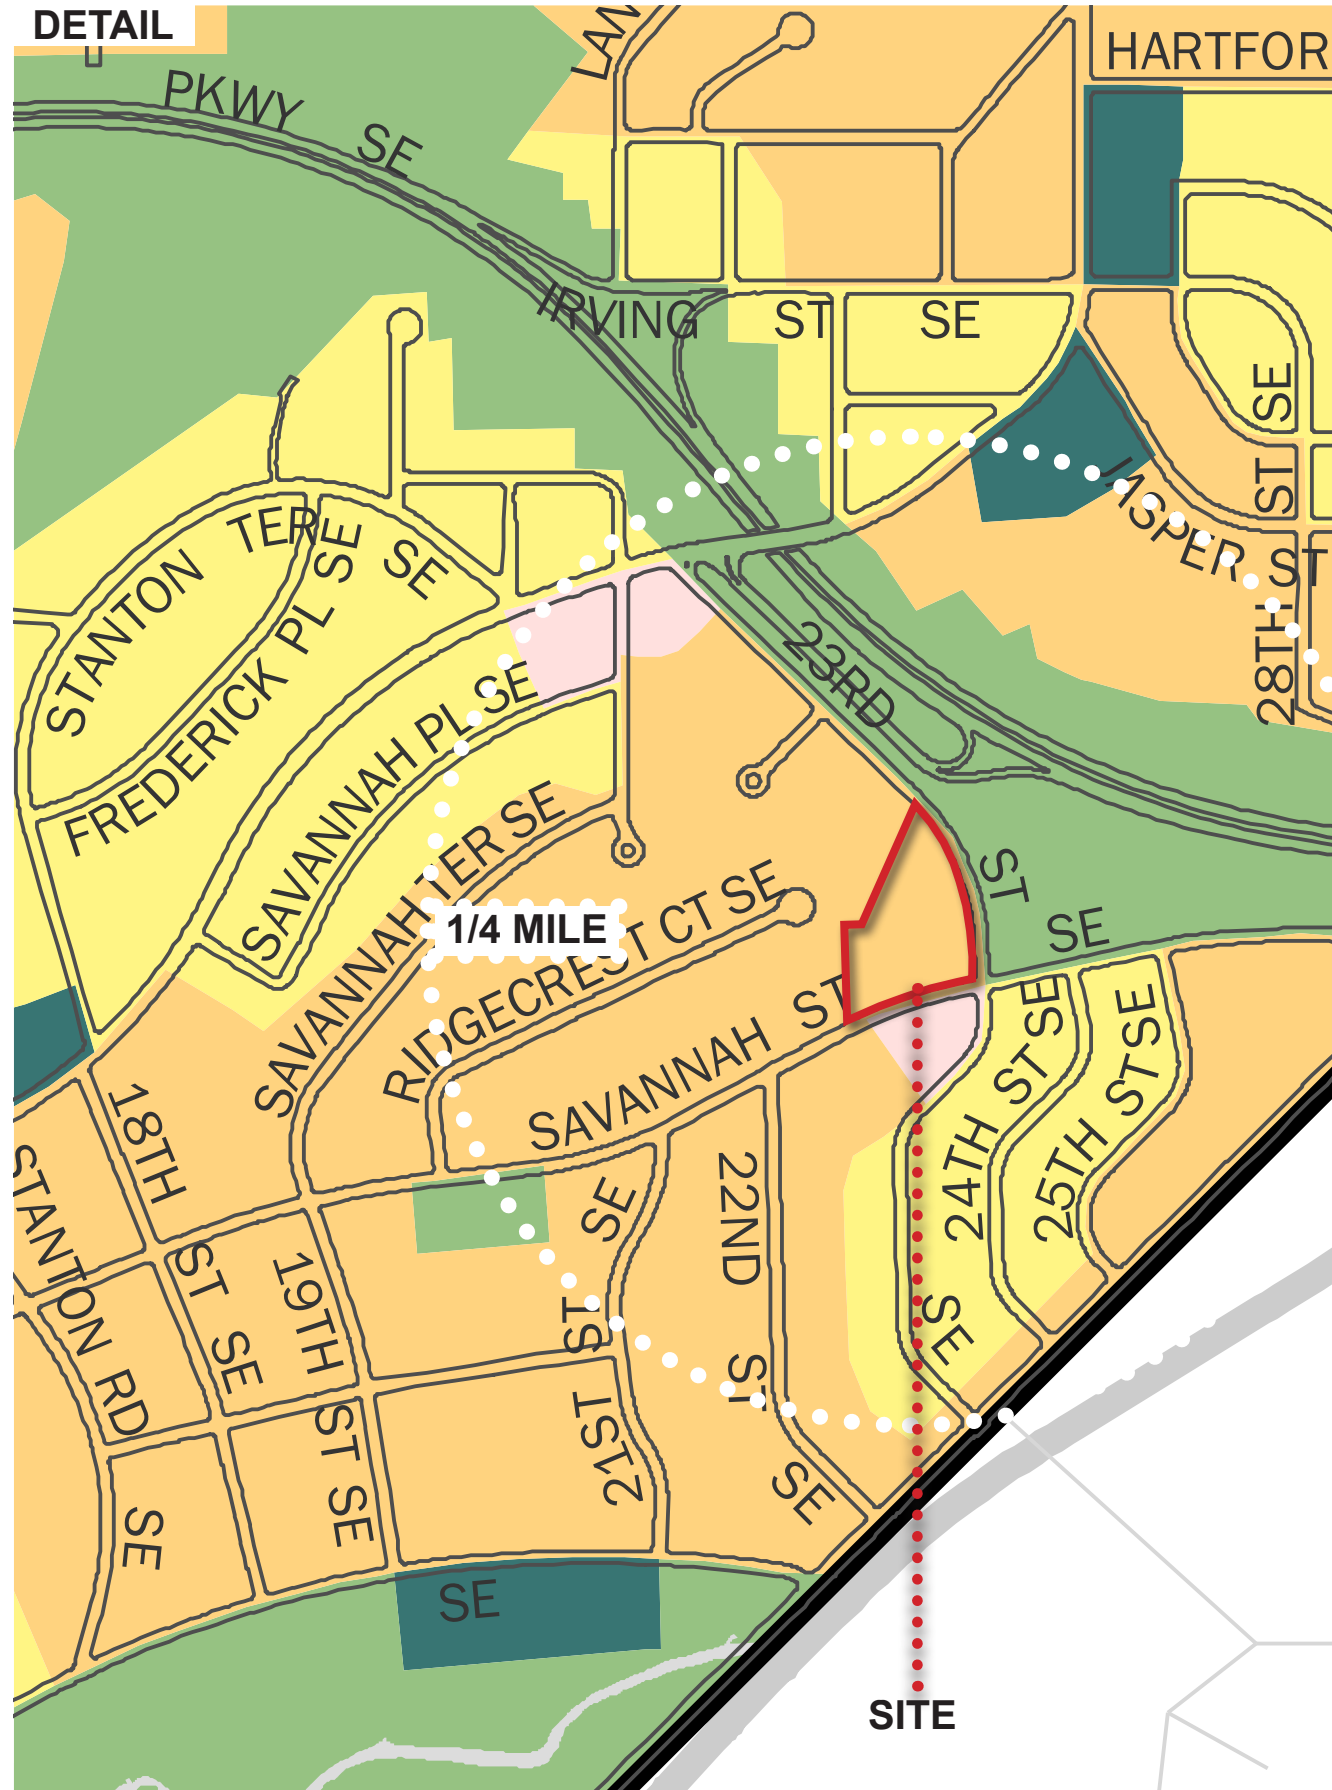 DETAIL
PKWY SE
LAN
HARTFOR
IRVING ST SE
ST SE
STANTON TER SE
FREDERICK PL SE
JASPER ST
28TH
23RD
SAVANNAH PL SE
SAVANNAH TER SE
ST SE
1/4 MILE
RIDGECREST CT SE
SAVANNAH ST
24TH ST SE
25TH ST SE
18TH ST SE
STANTON RD SE
19TH ST SE
21ST ST SE
22ND ST SE
SE
SE
SITE